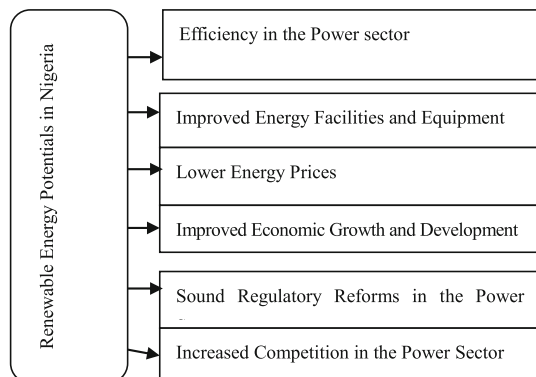 Renewable Energy Potentials in Nigeria
Efficiency in the Power sector
Improved Energy Facilities and Equipment
Lower Energy Prices
Improved Economic Growth and Development
Sound Regulatory Reforms in the Power
Increased Competition in the Power Sector